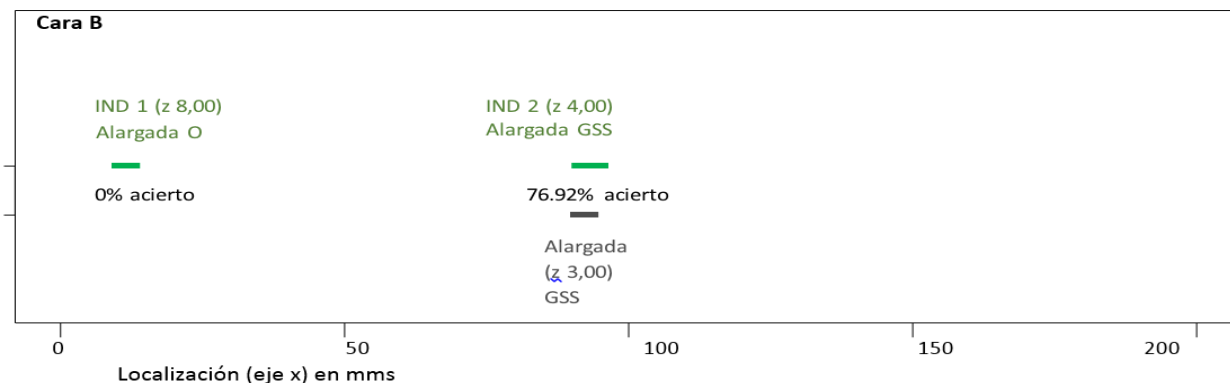 Cara B
IND 1 (z 8,00)
Alargada O
IND 2 (z 4,00)
Alargada GSS
0% acierto
76.92% acierto
Alargada
(z 3,00)
GSS
0
50
100
150
200
Localización (eje x) en mms